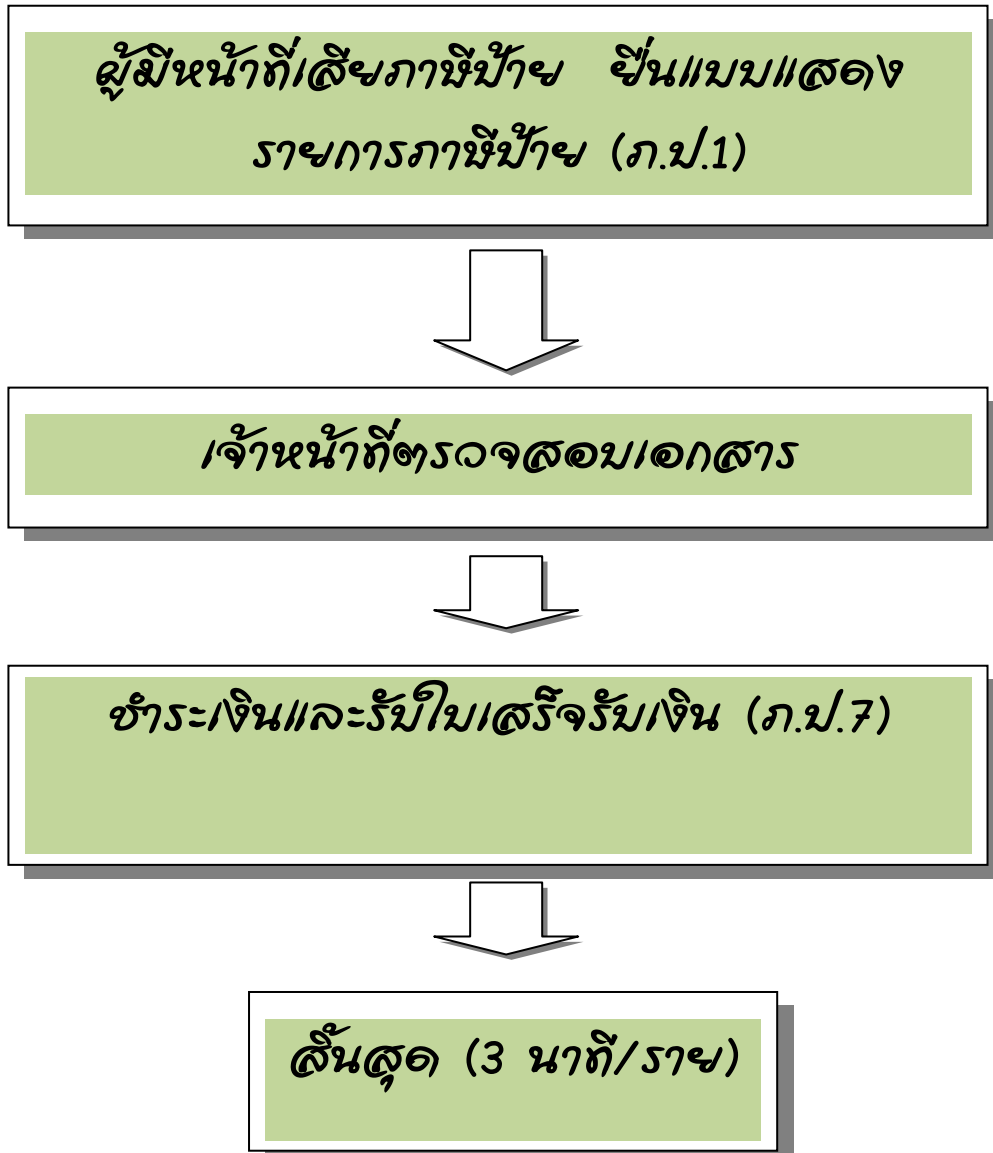 ผู้มีหน้าที่เสียภาษีป้าย ยื่นแบบแสดง
รายการภาษีป้าย (ภ.ป.1)
เจ้าหน้าที่ตรวจสอบเอกสาร
ชำระเงินและรับใบเสร็จรับเงิน (ภ.ป.7)
สิ้นสุด (3 นาที/ราย)